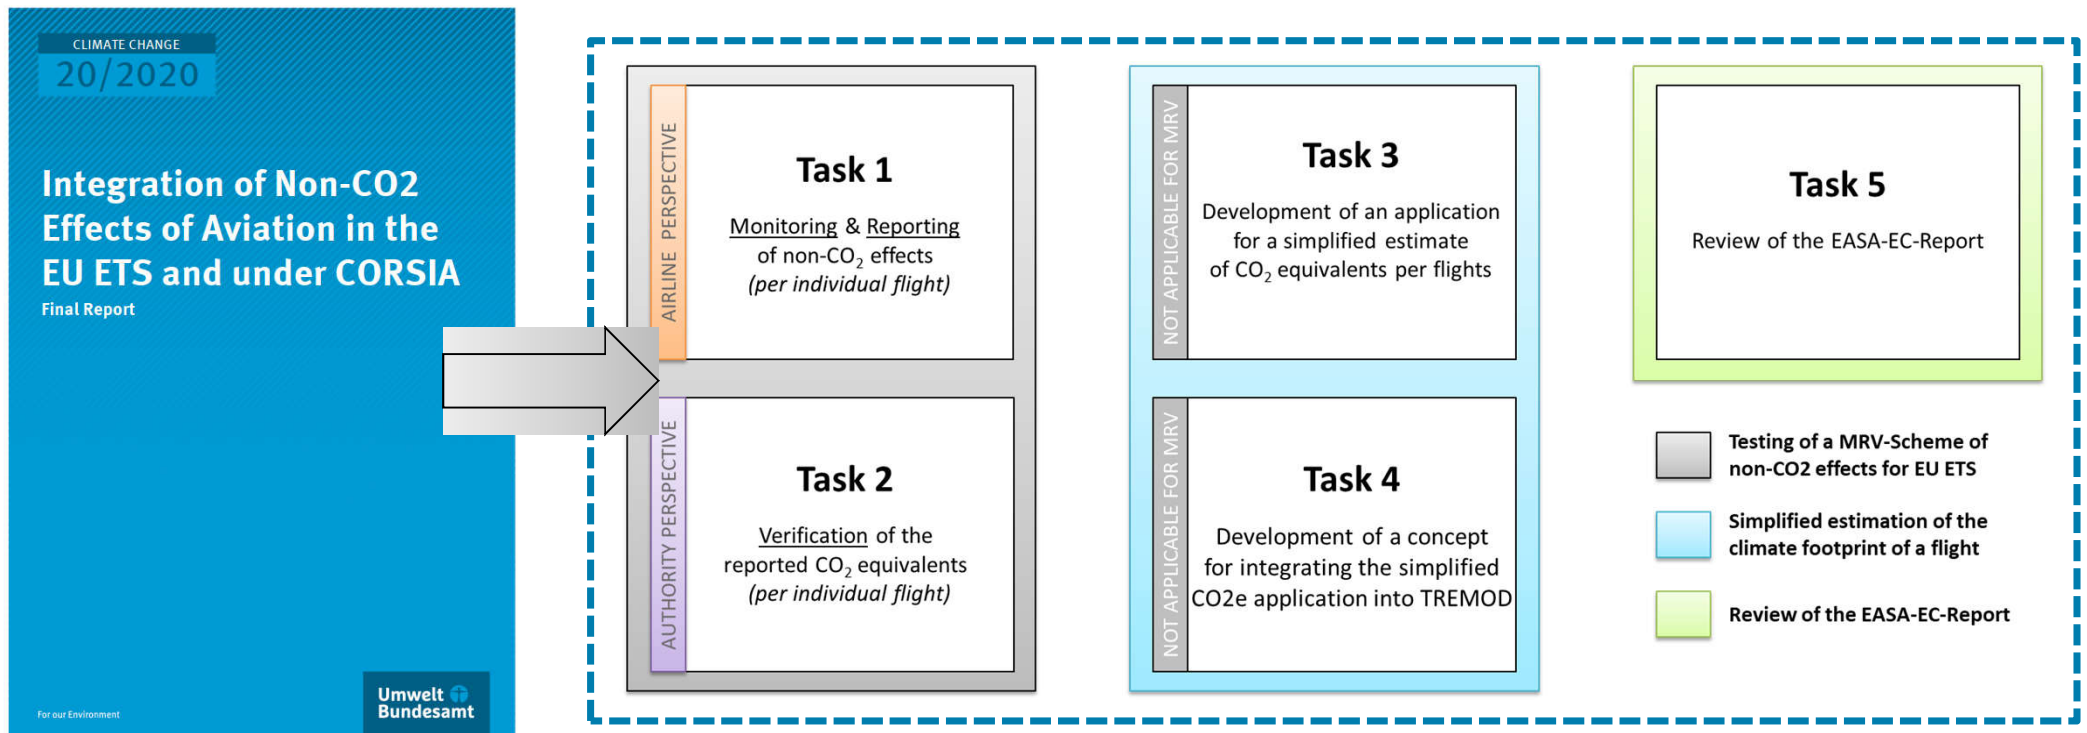 CLIMATE CHANGE
20/2020
Integration of Non-CO2
Effects of Aviation in the
EU ETS and under CORSIA
Final Report
For our Environment
Umwelt
Bundesamt
AIRLINE PERSPECTIVE
Task 1
Monitoring & Reporting
of non-CO₂ effects
(per individual flight)
AUTHORITY PERSPECTIVE
Task 2
Verification of the
reported CO₂ equivalents
(per individual flight)
NOT APPLICABLE FOR MRV
Task 3
Development of an application
for a simplified estimate
of CO₂ equivalents per flights
NOT APPLICABLE FOR MRV
Task 4
Development of a concept
for integrating the simplified
CO2e application into TREMOD
Task 5
Review of the EASA-EC-Report
Testing of a MRV-Scheme of
non-CO2 effects for EU ETS
Simplified estimation of the
climate footprint of a flight
Review of the EASA-EC-Report